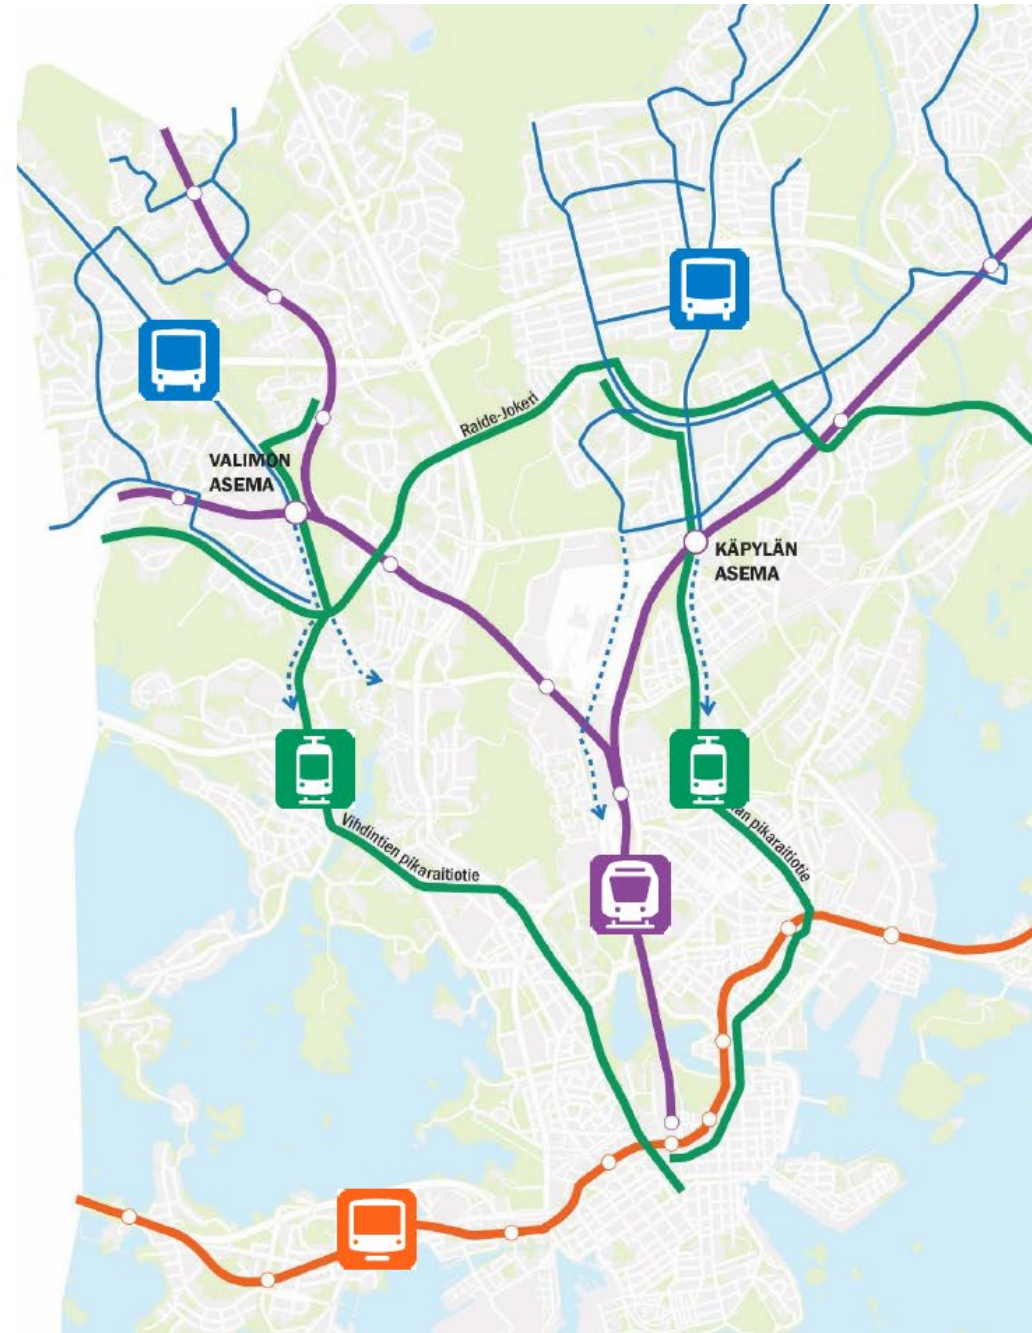 Raide-Jokeri
VALIMON
ASEMA
KÄPYLÄN
ASEMA
Vihdintien pikaraitiotie
pikaraitiotie